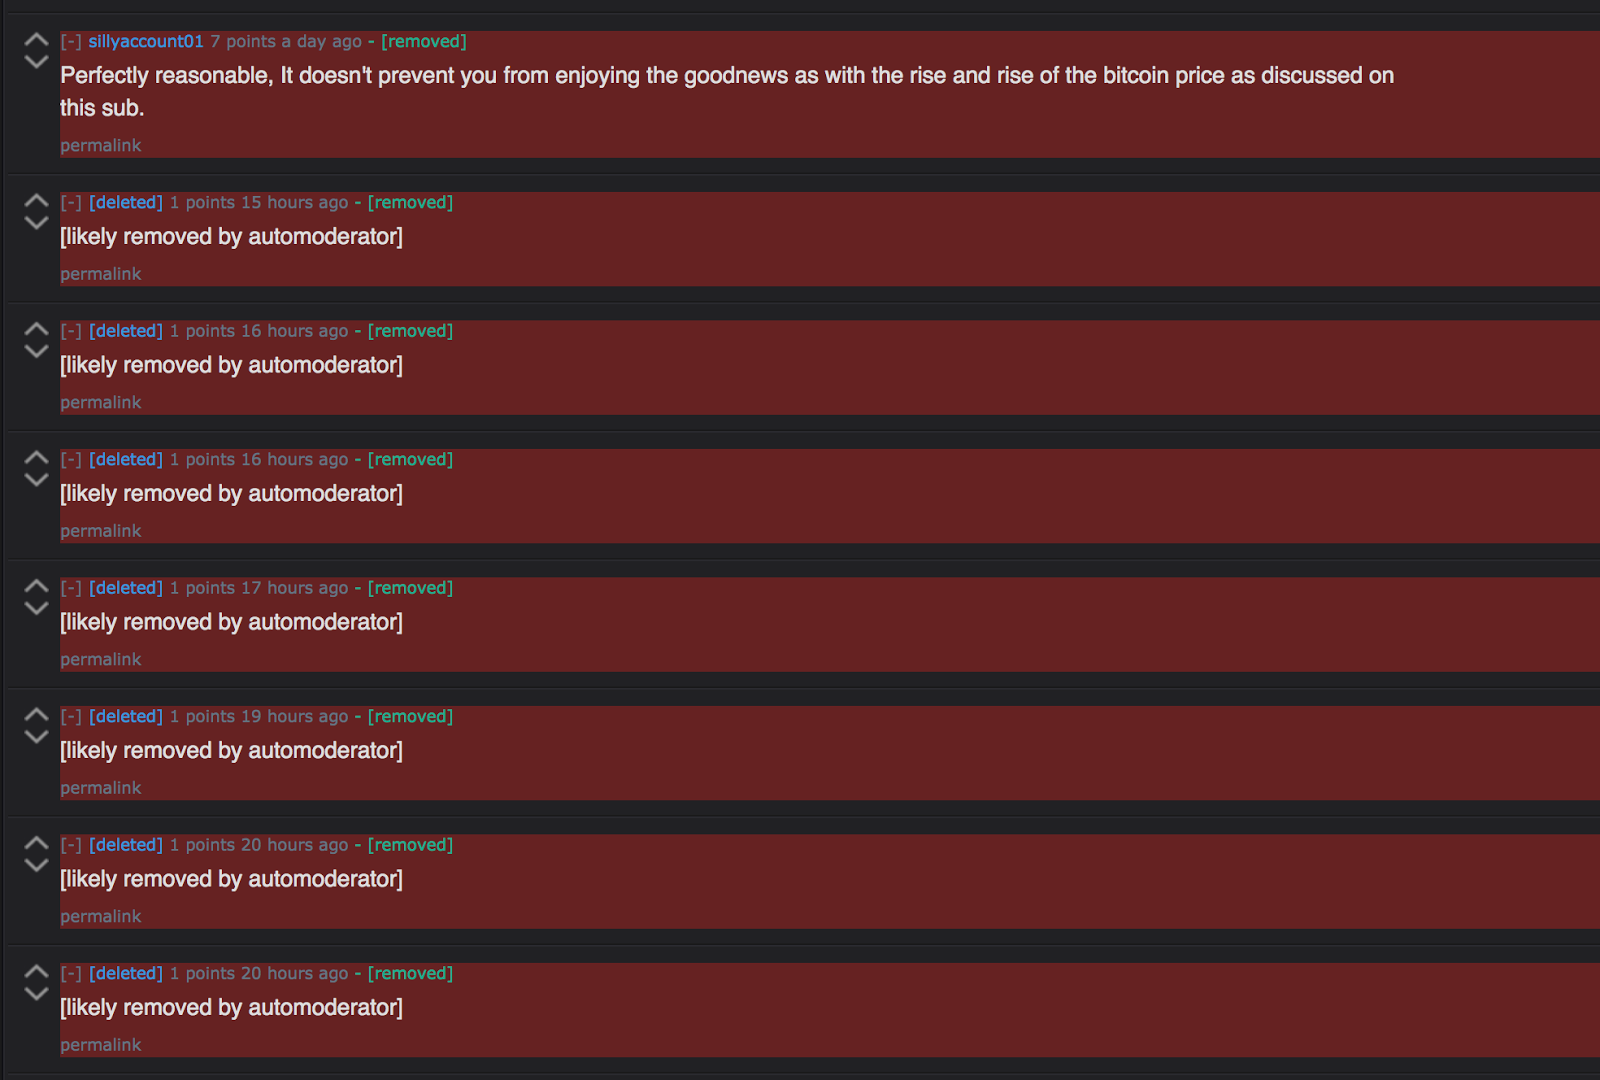 [-] sillyaccount01 7 points a day ago - [removed]
Perfectly reasonable, It doesn't prevent you from enjoying the goodnews as with the rise and rise of the bitcoin price as discussed on
this sub.
permalink
[-] [deleted] 1 points 15 hours ago - [removed]
[likely removed by automoderator]
permalink
[-] [deleted] 1 points 16 hours ago - [removed]
[likely removed by automoderator]
permalink
[-] [deleted] 1 points 16 hours ago - [removed]
[likely removed by automoderator]
permalink
[-] [deleted] 1 points 17 hours ago - [removed]
[likely removed by automoderator]
permalink
[-] [deleted] 1 points 19 hours ago - [removed]
[likely removed by automoderator]
permalink
[-] [deleted] 1 points 20 hours ago - [removed]
[likely removed by automoderator]
permalink
[-] [deleted] 1 points 20 hours ago - [removed]
[likely removed by automoderator]
permalink